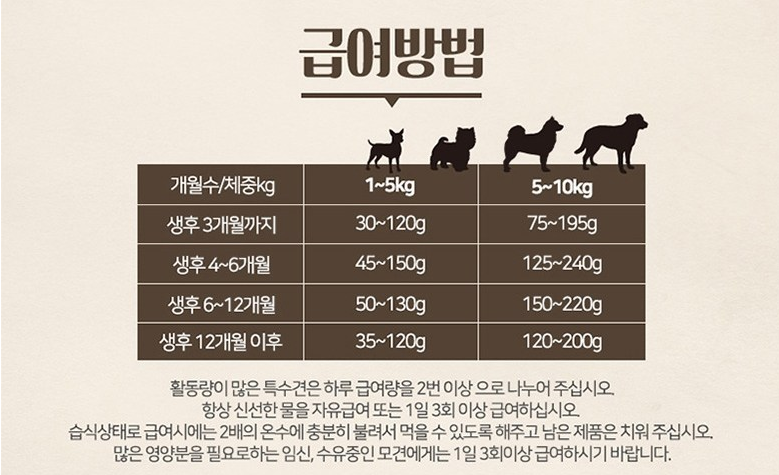 급여방법
개월수/체중kg 1~5kg 5~10kg
생후 3개월까지 30~120g 75~195g
생후 4~6개월 45~150g 125~240g
생후 6~12개월 50~130g 150~220g
생후 12개월 이후 35~120g 120~200g
활동량이 많은 특수견은 하루 급여량을 2번 이상 으로 나누어 주십시오.
항상 신선한 물을 자유급여 또는 1일 3회 이상 급여하십시오.
습식상태로 급여시에는 2배의 온수에 충분히 불려서 먹을 수 있도록 해주고 남은 제품은 치워 주십시오.
많은 영양분을 필요로하는 임신, 수유중인 모견에게는 1일 3회이상 급여하시기 바랍니다.